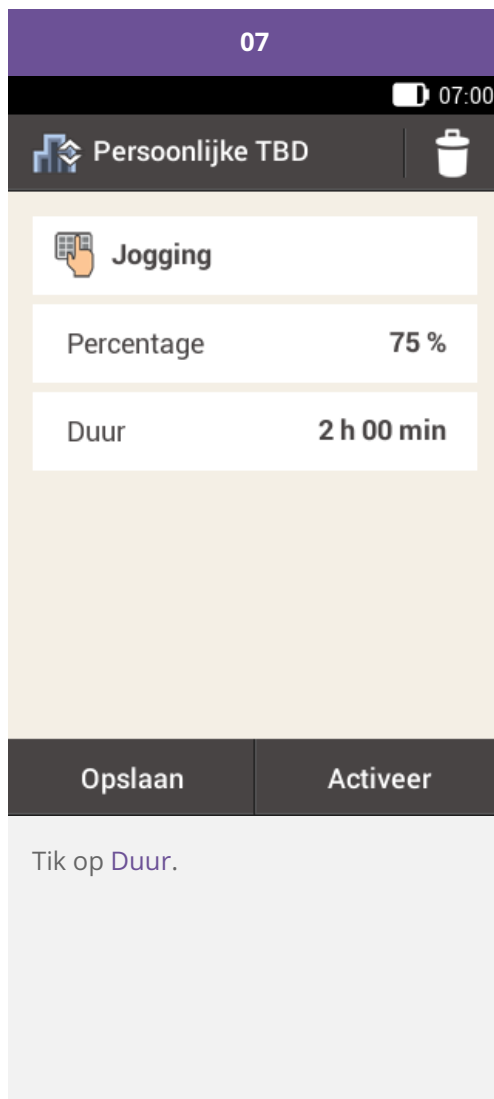 07
07:00
Persoonlijke TBD
Jogging
Percentage 75 %
Duur 2 h 00 min
Opslaan Activeer
Tik op Duur.